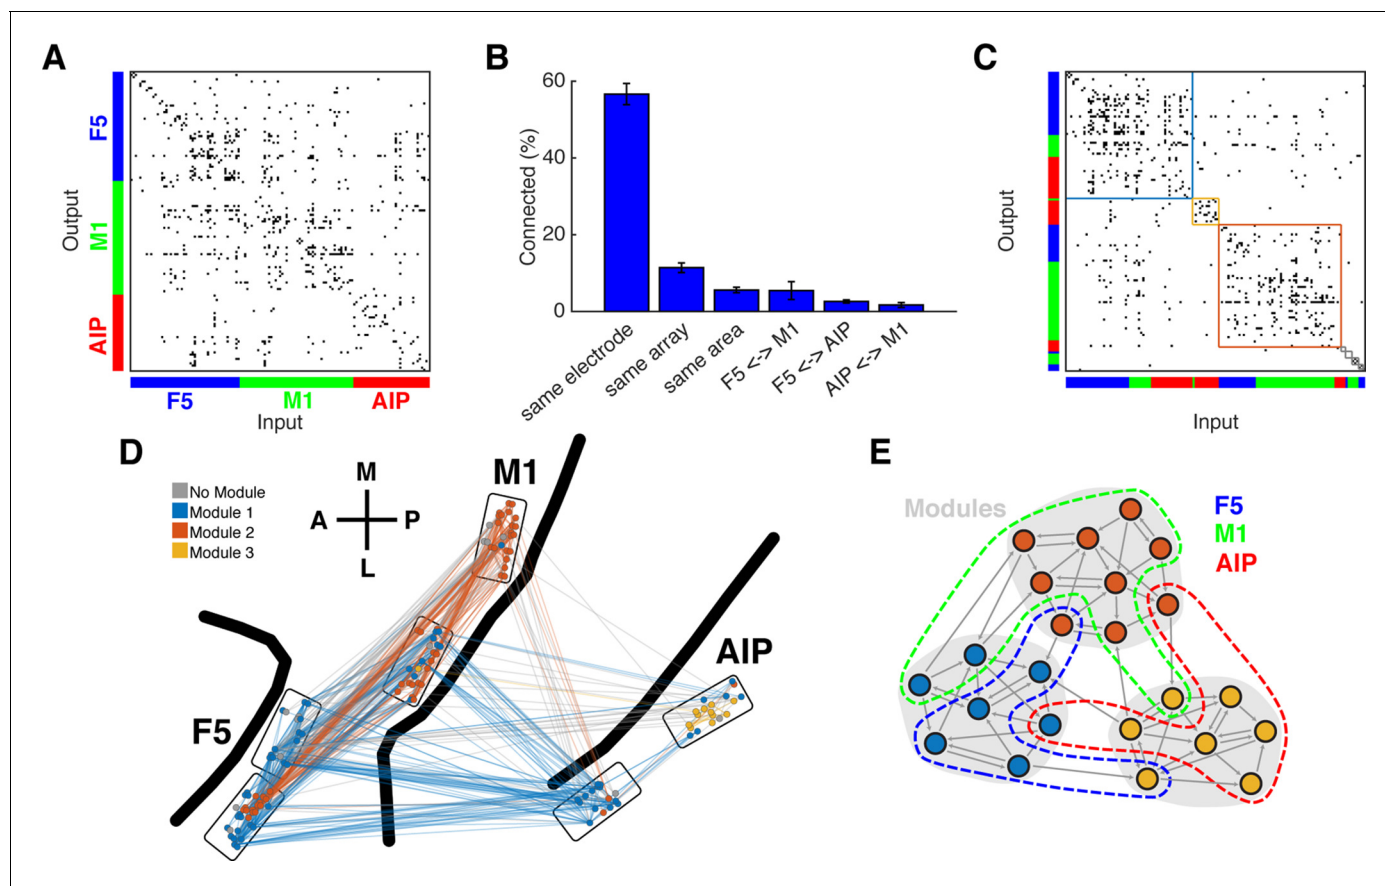 A
F5
M1
AIP
Output
F5
M1
AIP
Input
B
60
40
20
0
Connected (%)
same electrode
same array
same area
F5 <-> M1
F5 <-> AIP
AIP <-> M1
C
Output
Input
D
No Module
Module 1
Module 2
Module 3
M
A
P
L
M1
AIP
F5
E
Modules
F5
M1
AIP